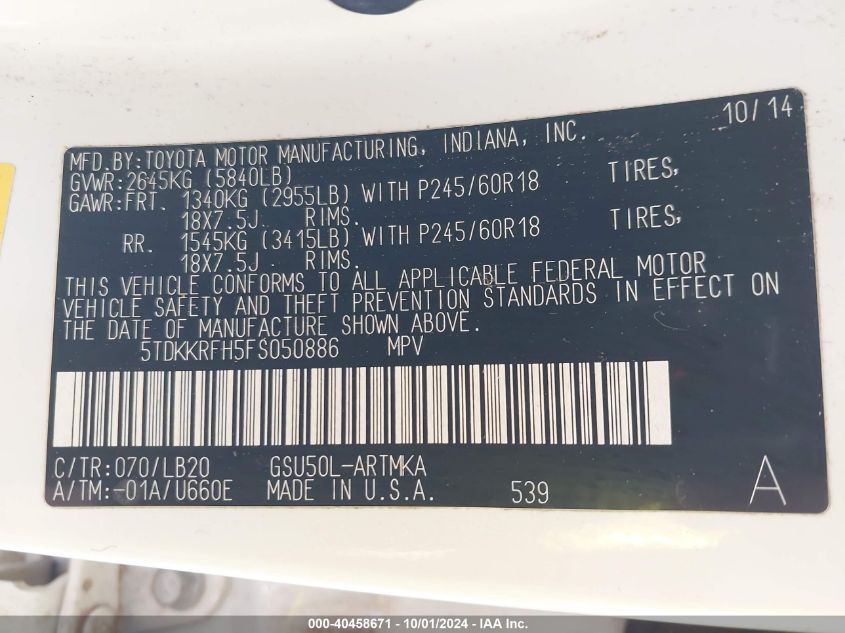 10/14
MFD.BY:TOYOTA MOTOR MANUFACTURING, INDIANA, INC.
GVWR:2645KG (5840LB)
GAWR:FRT. 1340KG (2955LB) WITH P245/60R18 TIRES,
18X7.5J RIMS.
RR. 1545KG (3415LB) WITH P245/60R18 TIRES,
18X7.5J RIMS.
THIS VEHICLE CONFORMS TO ALL APPLICABLE FEDERAL MOTOR
VEHICLE SAFETY AND THEFT PREVENTION STANDARDS IN EFFECT ON
THE DATE OF MANUFACTURE SHOWN ABOVE.
5TDKKRFH5FS050886 MPV
C/TR:070/LB20 GSU50L-ARTMKA
A/TM:-01A/U660E MADE IN U.S.A. 539 A
000-40458671 - 10/01/2024 - IAA Inc.